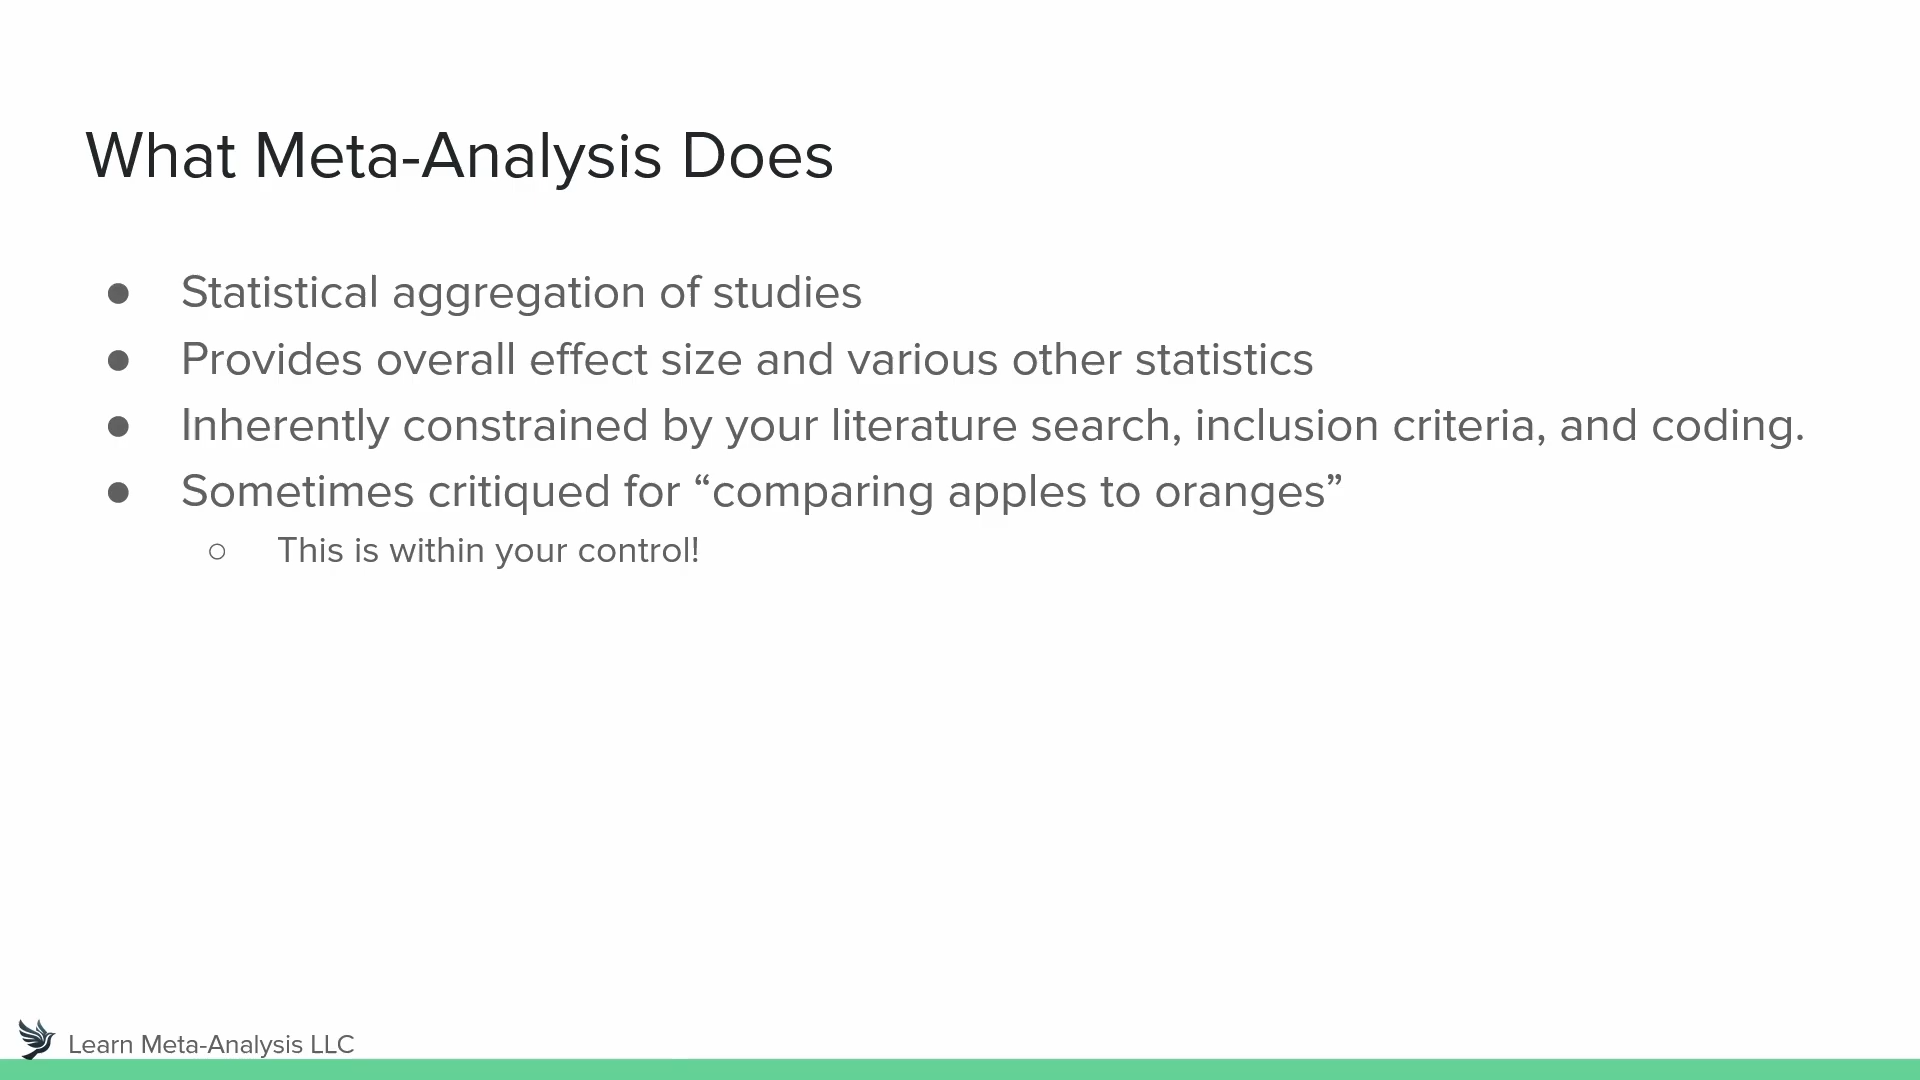 What Meta-Analysis Does
● Statistical aggregation of studies
● Provides overall effect size and various other statistics
● Inherently constrained by your literature search, inclusion criteria, and coding.
● Sometimes critiqued for “comparing apples to oranges”
○ This is within your control!
Learn Meta-Analysis LLC